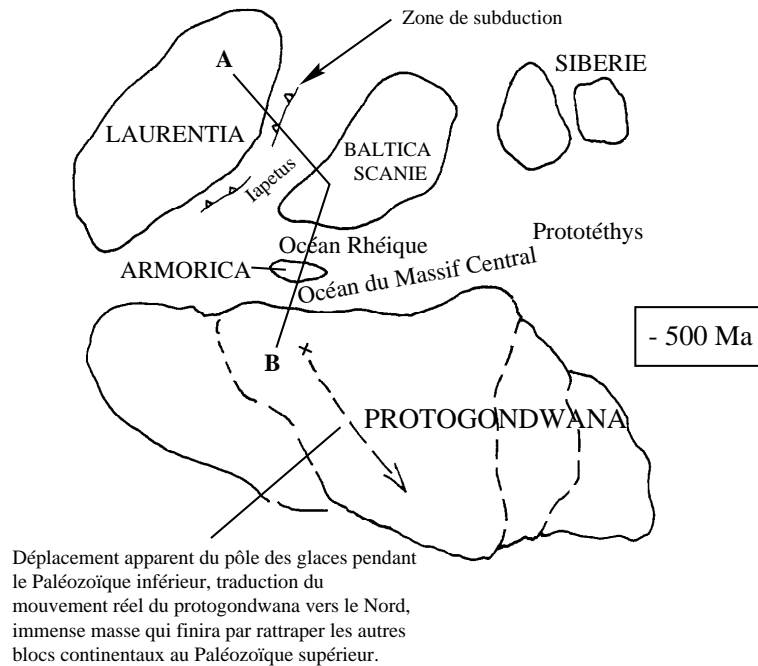 Zone de subduction
A
SIBERIE
LAURENTIA
BALTICA
SCANIE
Iapetus
Océan Rhéique
Prototéthys
ARMORICA
Océan du Massif Central
B
- 500 Ma
PROTOGONDWANA
Déplacement apparent du pôle des glaces pendant
le Paléozoïque inférieur, traduction du
mouvement réel du protogondwana vers le Nord,
immense masse qui finira par rattraper les autres
blocs continentaux au Paléozoïque supérieur.